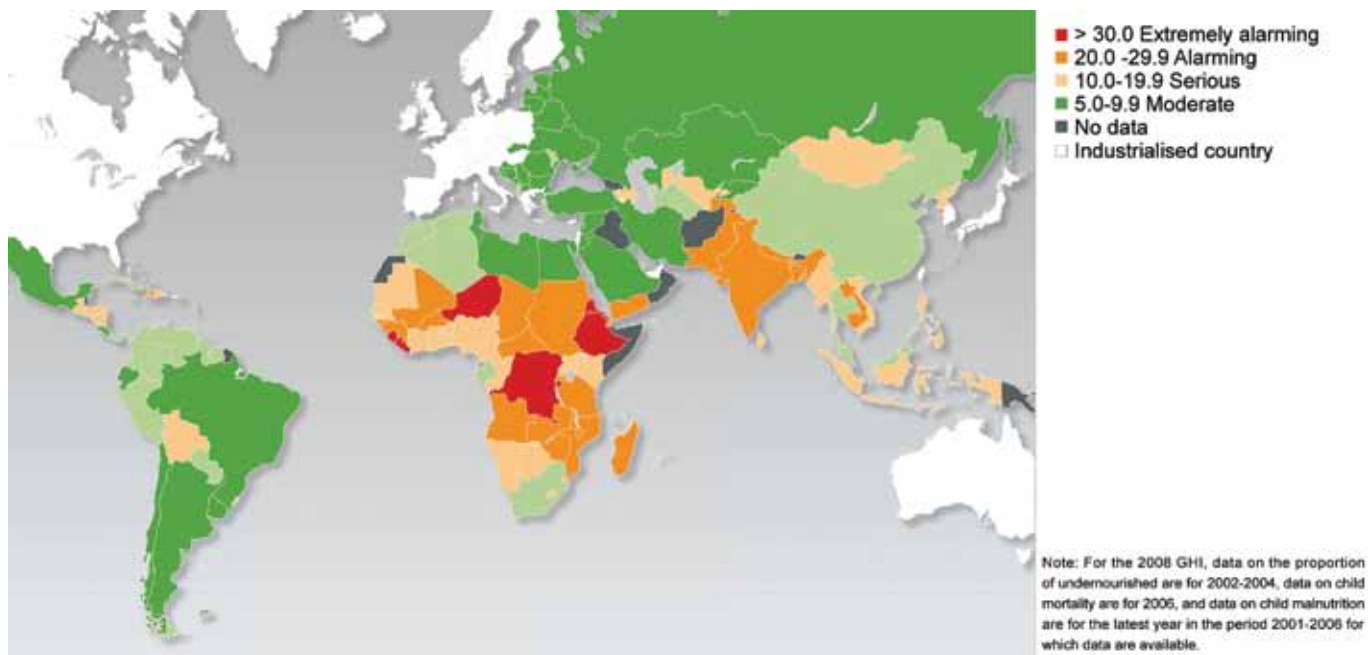 > 30.0 Extremely alarming
20.0 -29.9 Alarming
10.0-19.9 Serious
5.0-9.9 Moderate
No data
Industrialised country
Note: For the 2008 GHI, data on the proportion
of undernourished are for 2002-2004, data on child
mortality are for 2006, and data on child malnutrition
are for the latest year in the period 2001-2006 for
which data are available.